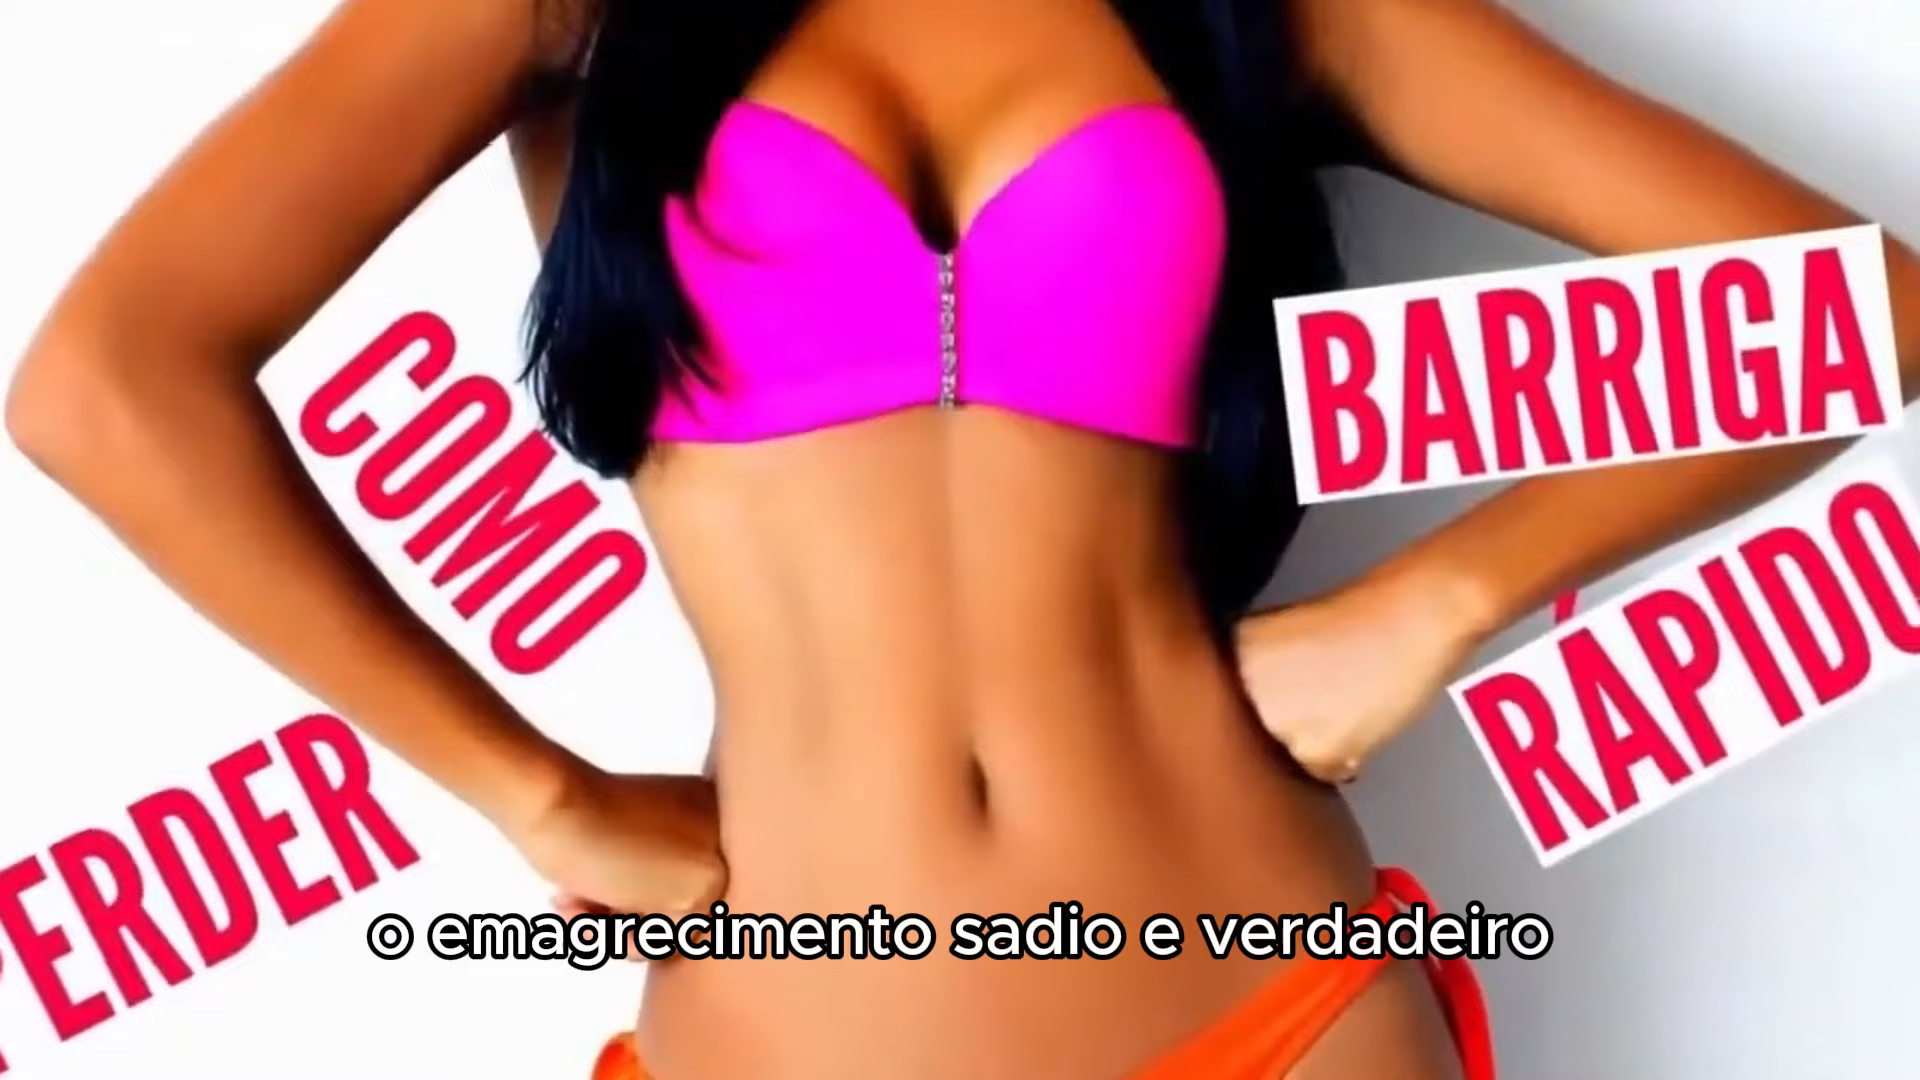 COMO
PERDER
BARRIGA
RÁPIDO
o emagrecimento sadio e verdadeiro